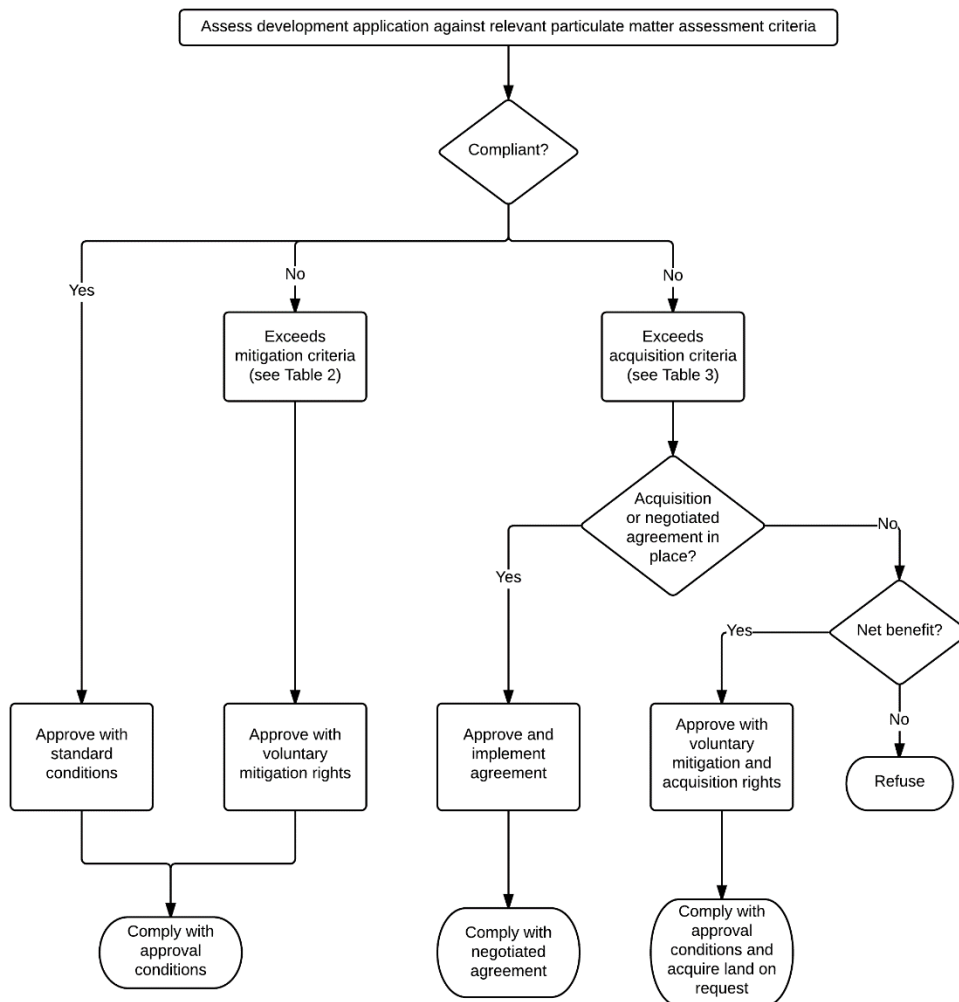 Assess development application against relevant particulate matter assessment criteria
Compliant?
Yes
No
No
Exceeds
mitigation criteria
(see Table 2)
Exceeds
acquisition criteria
(see Table 3)
Acquisition
or negotiated
agreement in
place?
No
Yes
Net benefit?
Yes
No
Approve with
standard
conditions
Approve with
voluntary
mitigation rights
Approve and
implement
agreement
Approve with
voluntary
mitigation and
acquisition rights
Refuse
Comply with
approval
conditions
Comply with
negotiated
agreement
Comply with
approval
conditions and
acquire land on
request